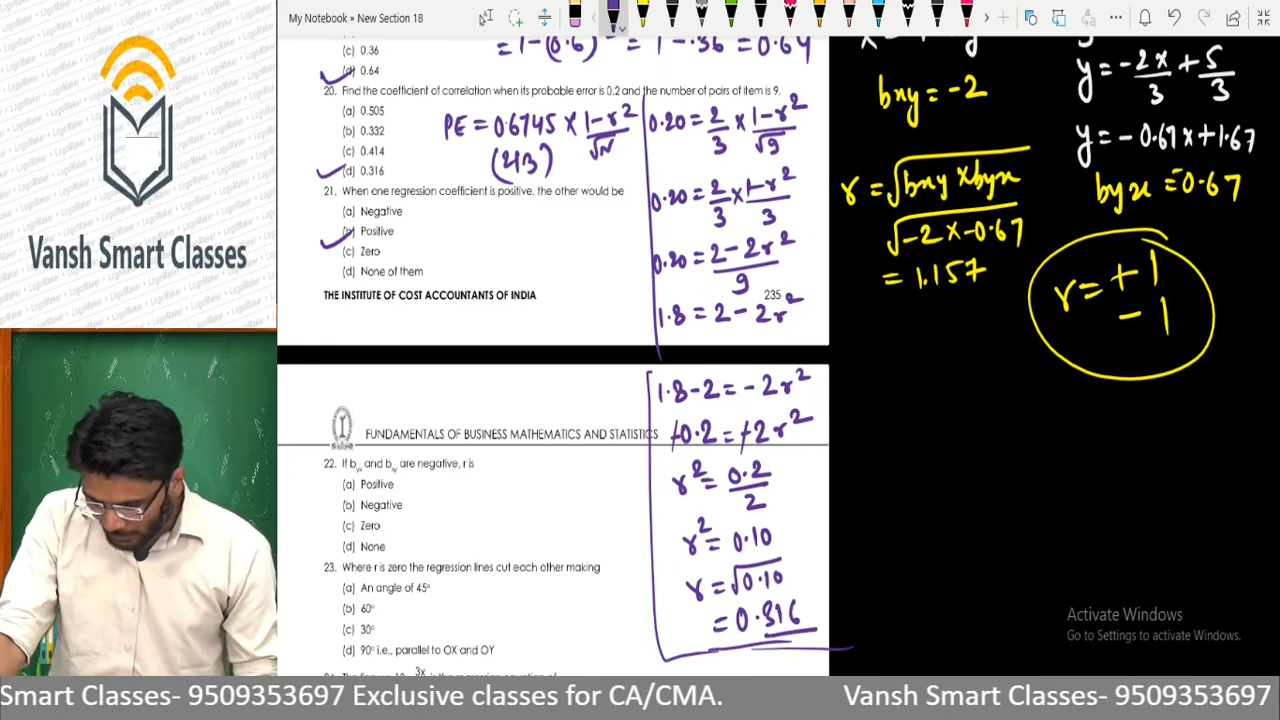 My Notebook » New Section 18
= 1-(0.6) = 1-.36 = 0.64
(c) 0.36
(d) 0.64
20. Find the coefficient of correlation when its probable error is 0.2 and the number of pairs of item is 9.
(a) 0.505
(b) 0.332
(c) 0.414
(d) 0.316
PE = 0.6745 × 1-r² / √N
(2/3)
21. When one regression coefficient is positive, the other would be
(a) Negative
(b) Positive
(c) Zero
(d) None of them
THE INSTITUTE OF COST ACCOUNTANTS OF INDIA
235
0.20 = 2/3 × 1-r² / √9
0.20 = 2/3 × 1-r² / 3
0.20 = 2-2r² / 9
1.8 = 2-2r²
1.8-2 = -2r²
-0.2 = -2r²
r² = 0.2/2
r² = 0.10
r = √0.10
= 0.316
FUNDAMENTALS OF BUSINESS MATHEMATICS AND STATISTICS
22. If byx and bxy are negative, r is
(a) Positive
(b) Negative
(c) Zero
(d) None
23. Where r is zero the regression lines cut each other making
(a) An angle of 45°
(b) 60°
(c) 30°
(d) 90° i.e., parallel to OX and OY
bxy = -2
r = √bxy × byx
√-2 × -0.67
= 1.157
y = -2x/3 + 5/3
y = -0.67x + 1.67
byx = -0.67
r = +1
-1
Vansh Smart Classes
Activate Windows
Go to Settings to activate Windows.
Smart Classes- 9509353697 Exclusive classes for CA/CMA.
Vansh Smart Classes- 9509353697